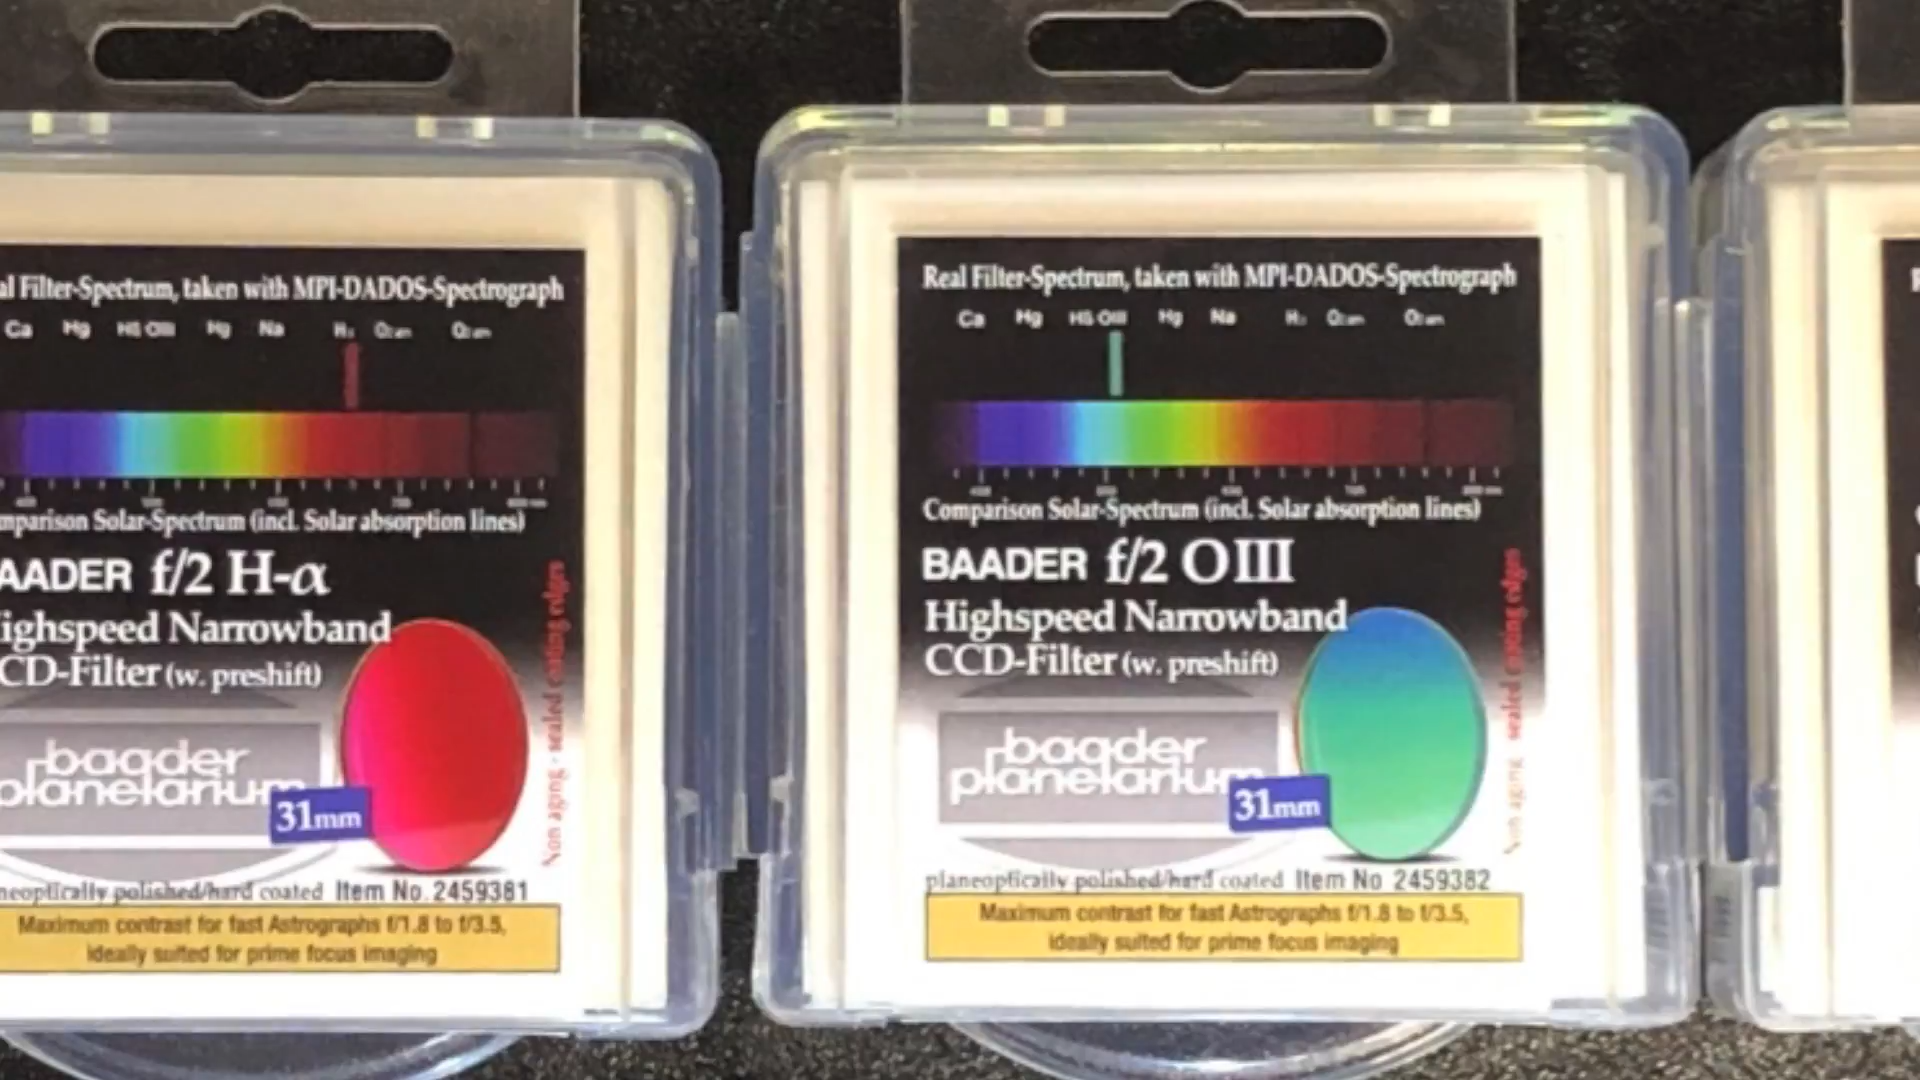 al Filter-Spectrum, taken with MPI-DADOS-Spectrograph
Ca Hg Hß OIII Hg Na
mparison Solar-Spectrum (incl. Solar absorption lines)
AADER f/2 H-α
ighspeed Narrowband
CD-Filter (w. preshift)
baader
planetarium
31mm
Non aging - sealed coating edges
neoptically polished/hard coated Item No. 2459381
Maximum contrast for fast Astrographs f/1.8 to f/3.5,
ideally suited for prime focus imaging
Real Filter-Spectrum, taken with MPI-DADOS-Spectrograph
Ca Hg Hß OIII Hg Na
Comparison Solar-Spectrum (incl. Solar absorption lines)
BAADER f/2 OIII
Highspeed Narrowband
CCD-Filter (w. preshift)
baader
planetarium
31mm
Non aging - sealed coating edges
planeoptically polished/hard coated Item No 2459382
Maximum contrast for fast Astrographs f/1.8 to f/3.5,
ideally suited for prime focus imaging